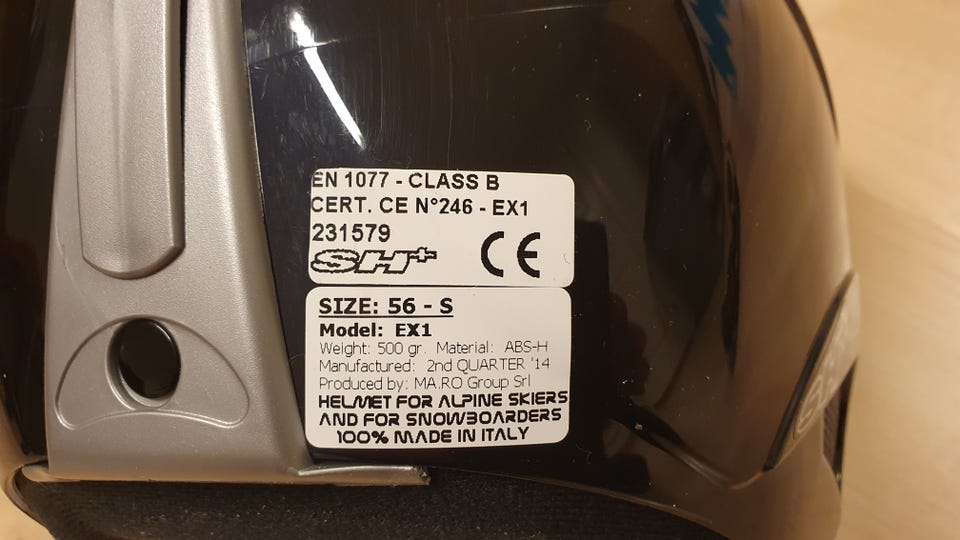 EN 1077 - CLASS B
CERT. CE N°246 - EX1
231579
SH+ CE
SIZE: 56 - S
Model: EX1
Weight: 500 gr. Material: ABS-H
Manufactured: 2nd QUARTER '14
Produced by: MA.RO Group Srl
HELMET FOR ALPINE SKIERS
AND FOR SNOWBOARDERS
100% MADE IN ITALY